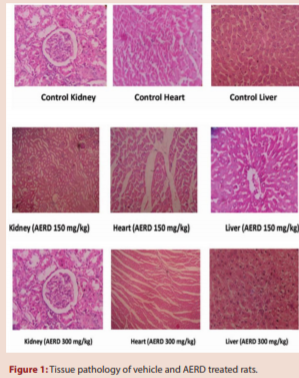 Control Kidney Control Heart Control Liver
Kidney (AERD 150 mg/kg) Heart (AERD 150 mg/kg) Liver (AERD 150 mg/kg)
Kidney (AERD 300 mg/kg) Heart (AERD 300 mg/kg) Liver (AERD 300 mg/kg)
Figure 1: Tissue pathology of vehicle and AERD treated rats.